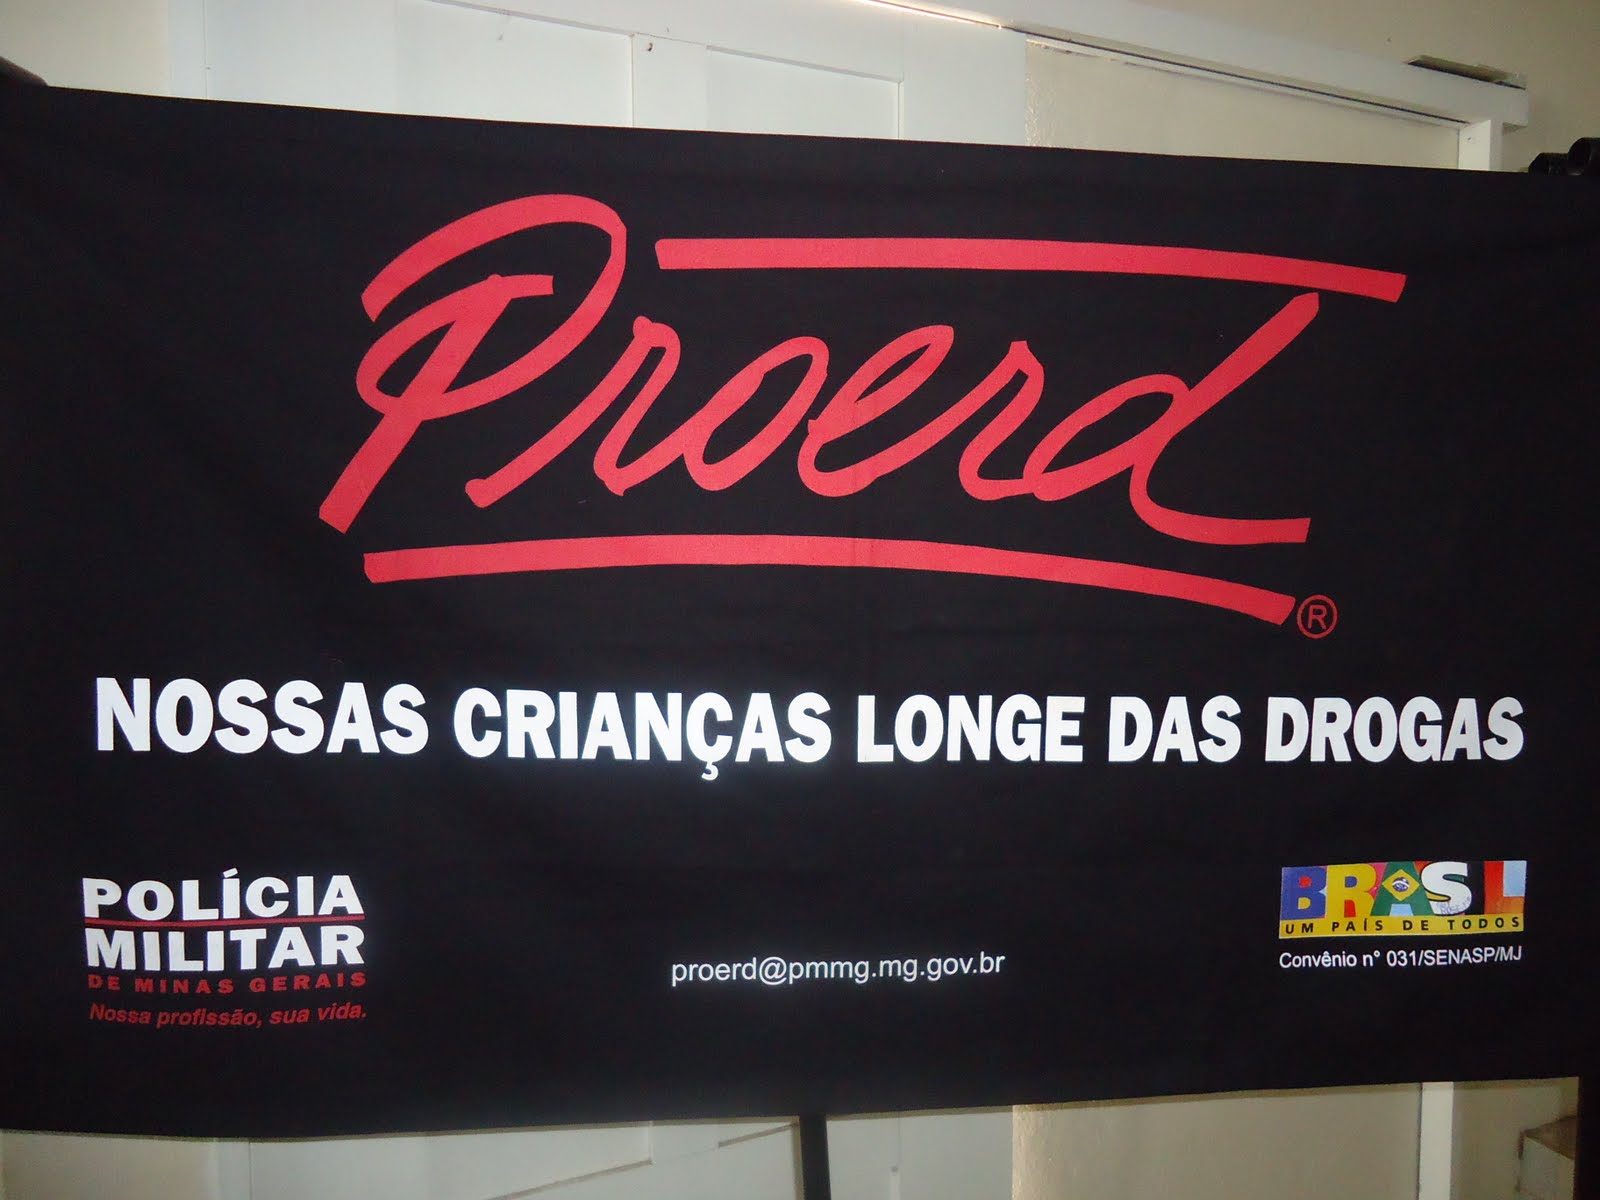 Proerd
®
NOSSAS CRIANÇAS LONGE DAS DROGAS
POLÍCIA
MILITAR
DE MINAS GERAIS
Nossa profissão, sua vida.
proerd@pmmg.mg.gov.br
BRASIL
UM PAÍS DE TODOS
Convênio n° 031/SENASP/MJ